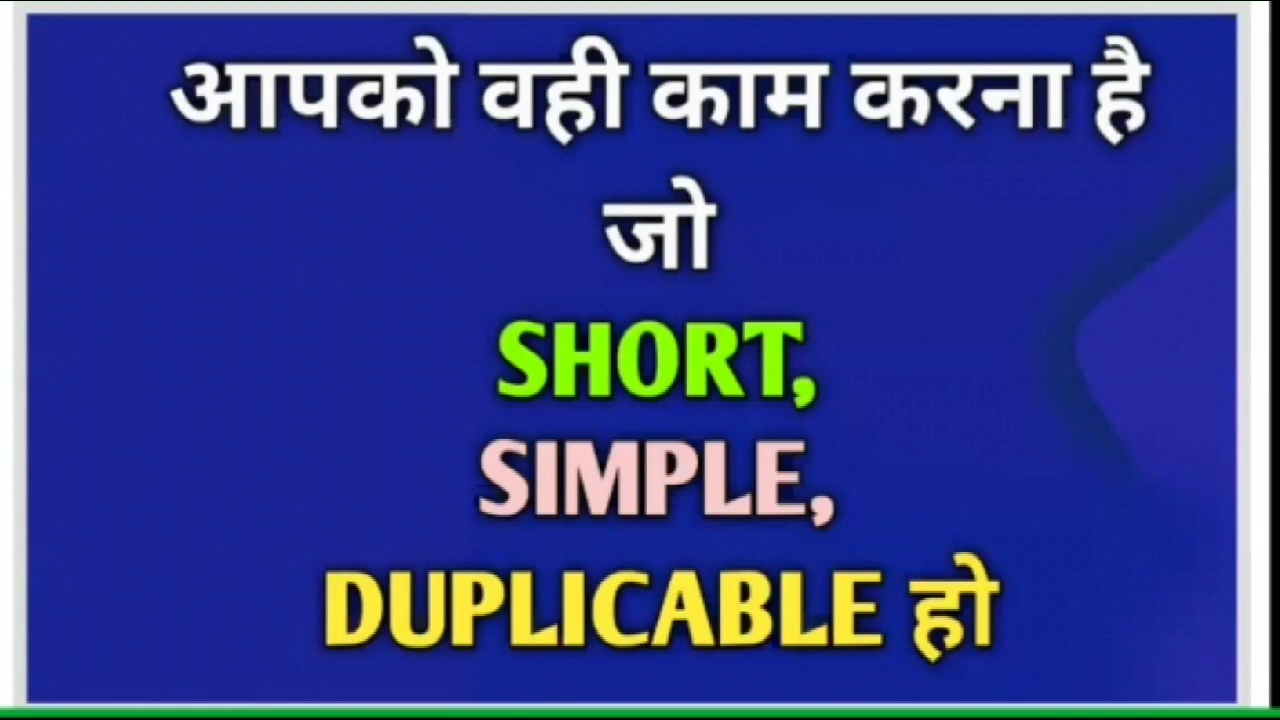 आपको वही काम करना है
जो
SHORT,
SIMPLE,
DUPLICABLE हो